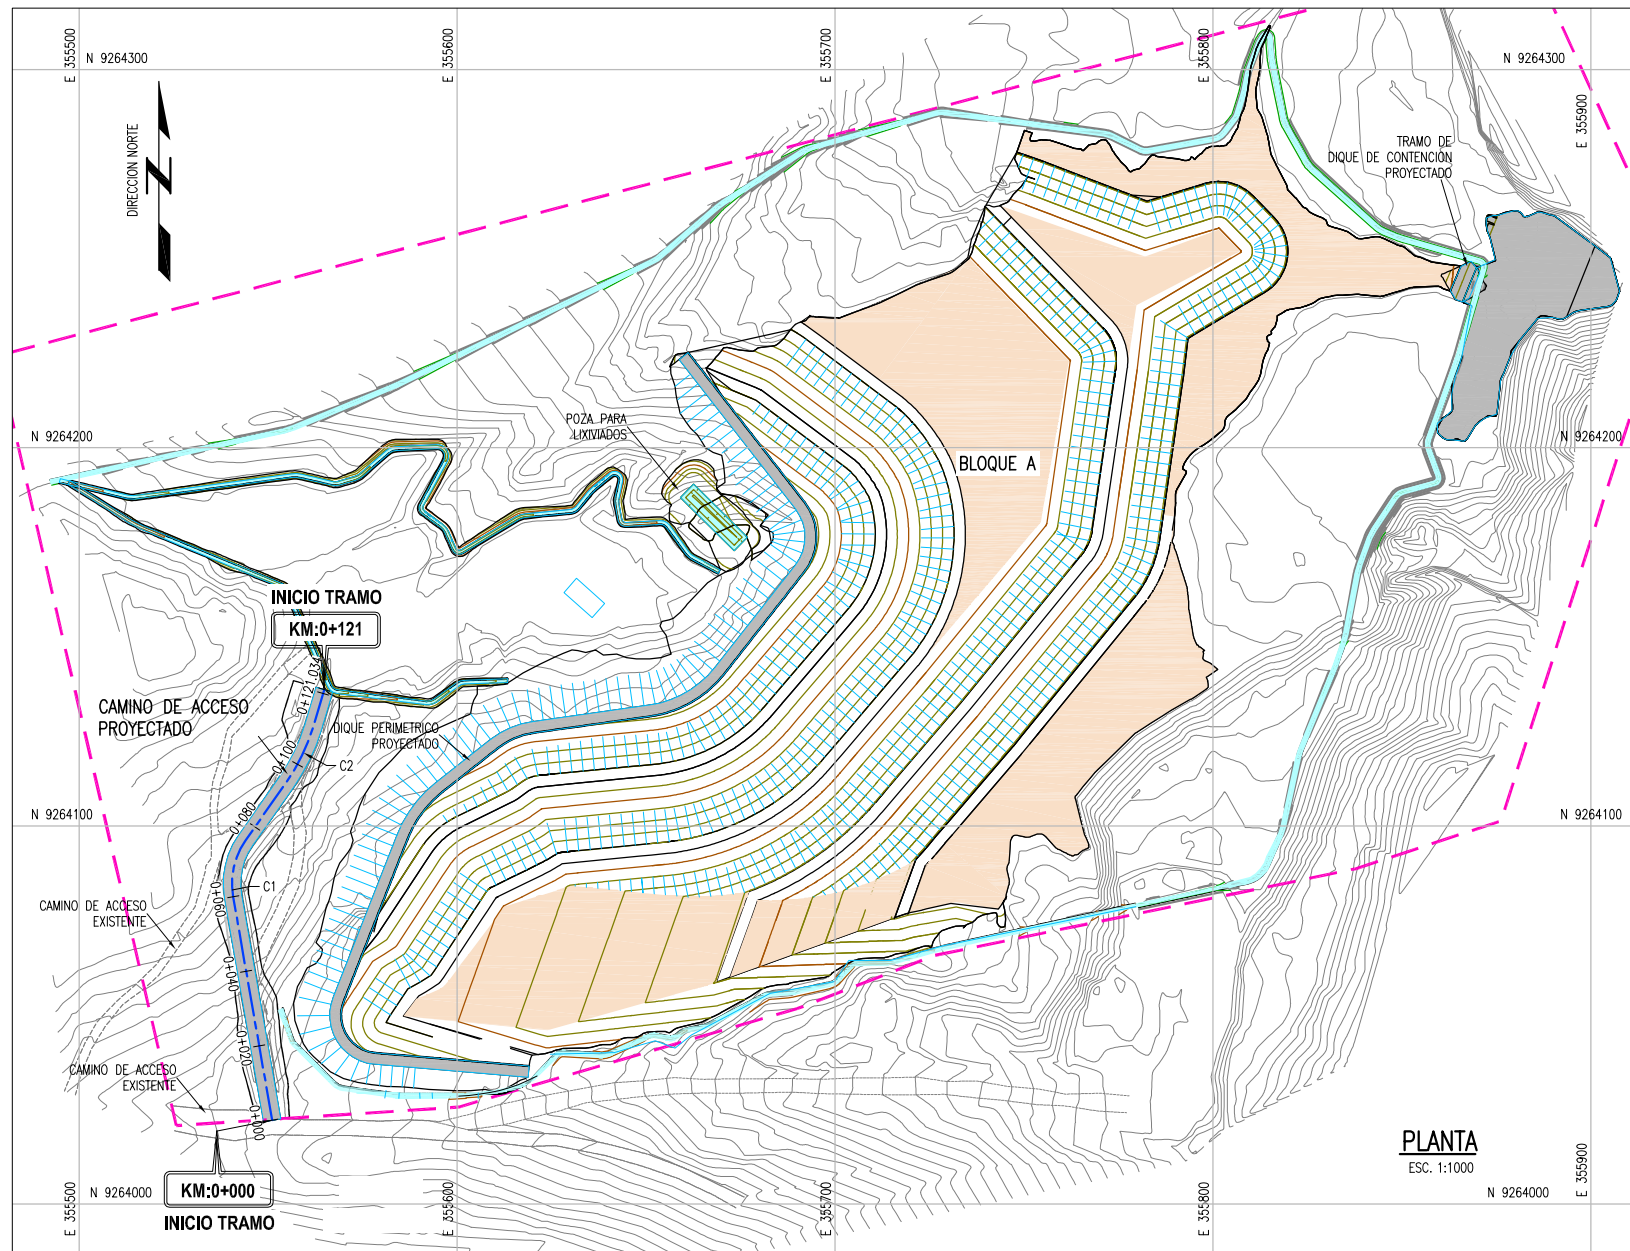 E 355500
N 9264300
E 355600
E 355700
E 355800
N 9264300
E 355900
DIRECCION NORTE
N
TRAMO DE
DIQUE DE CONTENCIÓN
PROYECTADO
POZA PARA
LIXIVIADOS
N 9264200
N 9264200
BLOQUE A
INICIO TRAMO
KM:0+121
0+121.034
CAMINO DE ACCESO
PROYECTADO
DIQUE PERIMETRICO
PROYECTADO
0+100
C2
0+080
N 9264100
N 9264100
C1
0+060
CAMINO DE ACCESO
EXISTENTE
0+040
0+020
CAMINO DE ACCESO
EXISTENTE
0+000
PLANTA
ESC. 1:1000
KM:0+000
INICIO TRAMO
E 355500
N 9264000
E 355600
E 355700
E 355800
N 9264000
E 355900